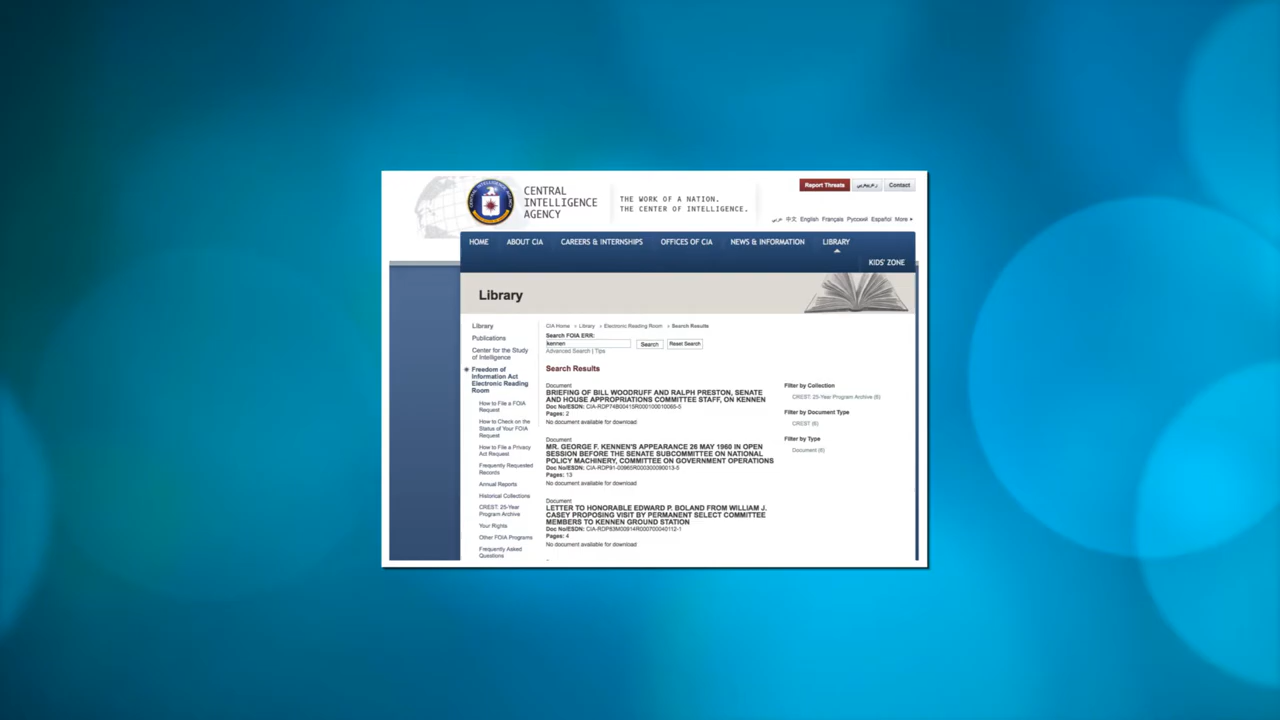 CENTRAL
INTELLIGENCE
AGENCY
THE WORK OF A NATION.
THE CENTER OF INTELLIGENCE.
Report Threats
Contact
عربي 中文 English Français Русский Español More ▸
HOME ABOUT CIA CAREERS & INTERNSHIPS OFFICES OF CIA NEWS & INFORMATION LIBRARY
KIDS' ZONE
Library
Library
Publications
Center for the Study
of Intelligence
Freedom of
Information Act
Electronic Reading
Room
How to File a FOIA
Request
How to Check on the
Status of Your FOIA
Request
How to File a Privacy
Act Request
Frequently Requested
Records
Annual Reports
Historical Collections
CREST: 25-Year
Program Archive
Your Rights
Other FOIA Programs
Frequently Asked
Questions
CIA Home » Library » Electronic Reading Room » Search Results
Search FOIA ERR:
kennen Search Reset Search
Advanced Search | Tips
Search Results
Document
BRIEFING OF BILL WOODRUFF AND RALPH PRESTON, SENATE
AND HOUSE APPROPRIATIONS COMMITTEE STAFF, ON KENNEN
Doc No/ESDN: CIA-RDP74B00415R000100010065-5
Pages: 2
No document available for download
Document
MR. GEORGE F. KENNEN'S APPEARANCE 26 MAY 1960 IN OPEN
SESSION BEFORE THE SENATE SUBCOMMITTEE ON NATIONAL
POLICY MACHINERY, COMMITTEE ON GOVERNMENT OPERATIONS
Doc No/ESDN: CIA-RDP91-00965R000300090013-5
Pages: 13
No document available for download
Document
LETTER TO HONORABLE EDWARD P. BOLAND FROM WILLIAM J.
CASEY PROPOSING VISIT BY PERMANENT SELECT COMMITTEE
MEMBERS TO KENNEN GROUND STATION
Doc No/ESDN: CIA-RDP83M00914R000700040112-1
Pages: 4
No document available for download
Filter by Collection
CREST: 25-Year Program Archive (6)
Filter by Document Type
CREST (6)
Filter by Type
Document (6)